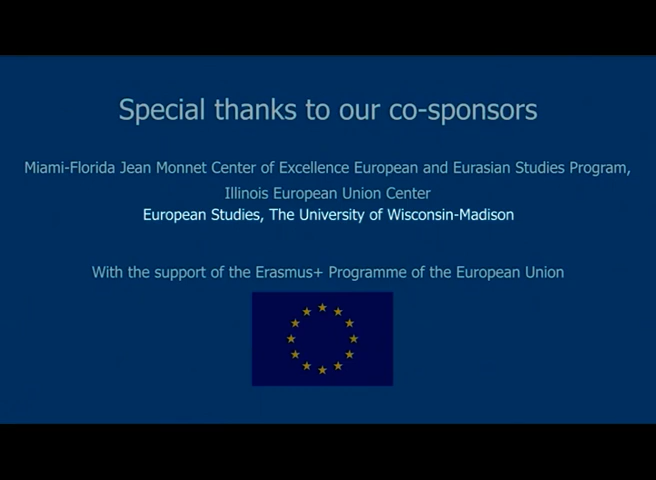 Special thanks to our co-sponsors
Miami-Florida Jean Monnet Center of Excellence European and Eurasian Studies Program,
Illinois European Union Center
European Studies, The University of Wisconsin-Madison
With the support of the Erasmus+ Programme of the European Union